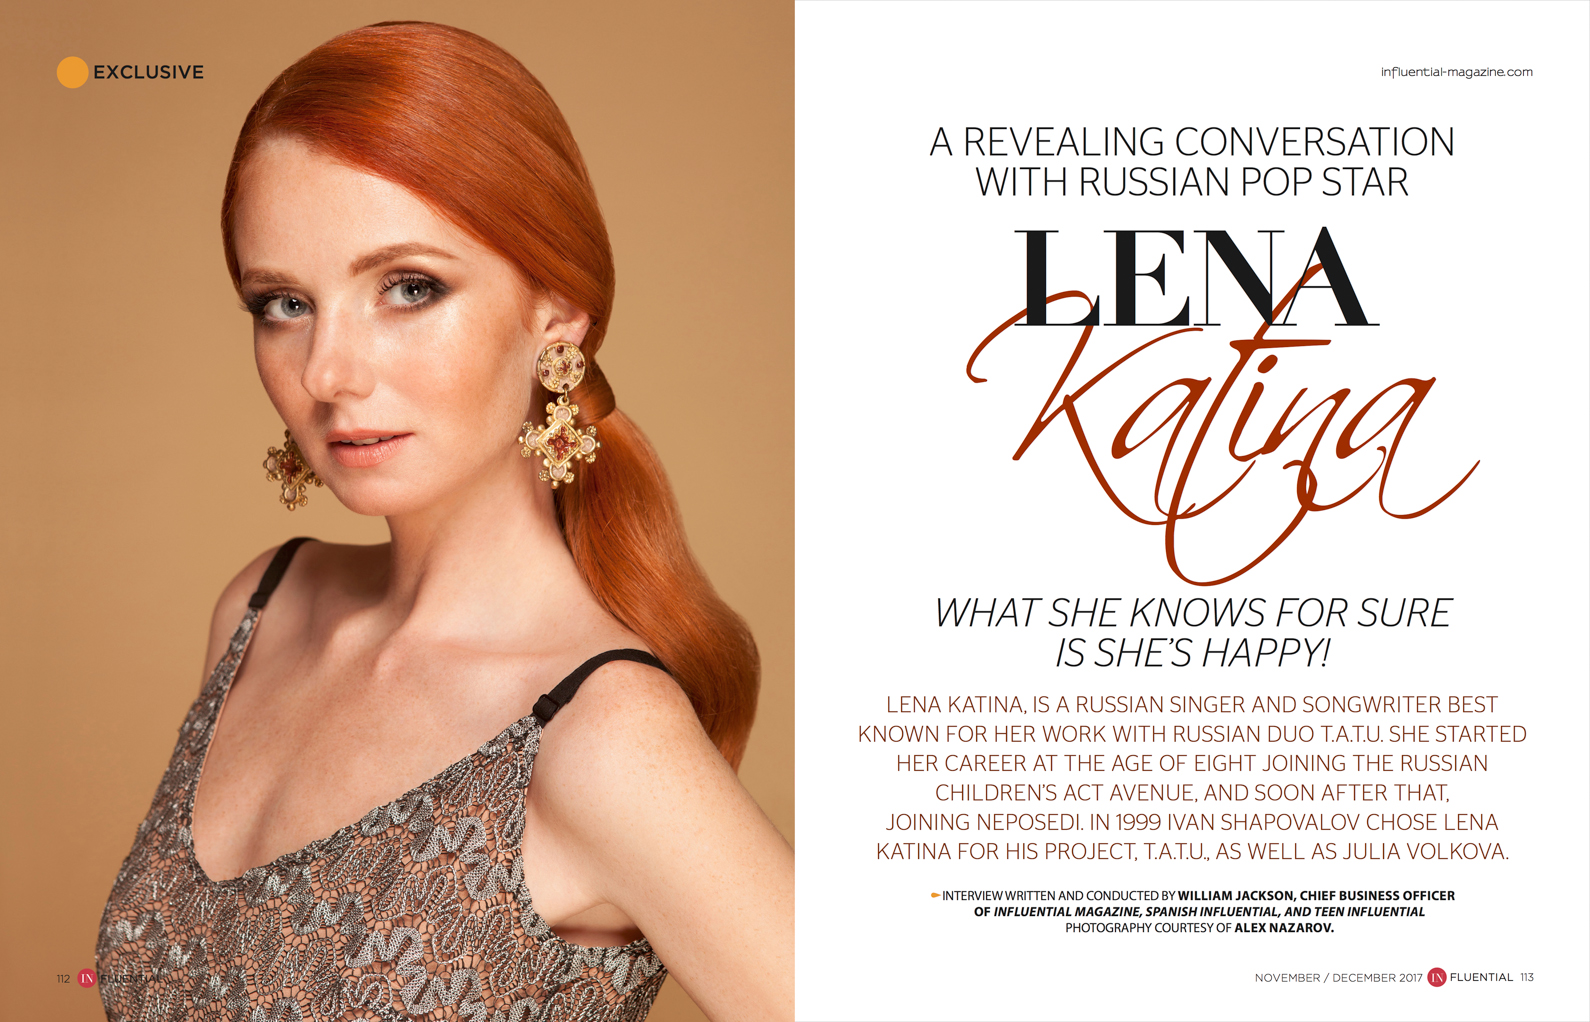 EXCLUSIVE
112 IN FLUENTIAL
influential-magazine.com
A REVEALING CONVERSATION
WITH RUSSIAN POP STAR
LENA
Katina
WHAT SHE KNOWS FOR SURE
IS SHE'S HAPPY!
LENA KATINA, IS A RUSSIAN SINGER AND SONGWRITER BEST
KNOWN FOR HER WORK WITH RUSSIAN DUO T.A.T.U. SHE STARTED
HER CAREER AT THE AGE OF EIGHT JOINING THE RUSSIAN
CHILDREN'S ACT AVENUE, AND SOON AFTER THAT,
JOINING NEPOSEDI. IN 1999 IVAN SHAPOVALOV CHOSE LENA
KATINA FOR HIS PROJECT, T.A.T.U., AS WELL AS JULIA VOLKOVA.
INTERVIEW WRITTEN AND CONDUCTED BY WILLIAM JACKSON, CHIEF BUSINESS OFFICER
OF INFLUENTIAL MAGAZINE, SPANISH INFLUENTIAL, AND TEEN INFLUENTIAL
PHOTOGRAPHY COURTESY OF ALEX NAZAROV.
NOVEMBER / DECEMBER 2017 IN FLUENTIAL 113